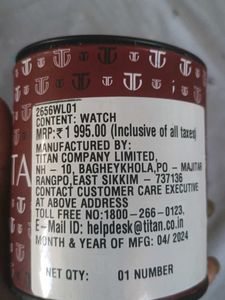 2656WL01
CONTENT: WATCH
MRP:₹ 1 995.00 (Inclusive of all taxes)
MANUFACTURED BY:
TITAN COMPANY LIMITED,
NH - 10, BAGHEYKHOLA,PO - MAJITAR
RANGPO,EAST SIKKIM - 737136
CONTACT CUSTOMER CARE EXECUTIVE
AT ABOVE ADDRESS
TOLL FREE NO:1800-266-0123,
E-Mail ID: helpdesk@titan.co.in
MONTH & YEAR OF MFG: 04/ 2024
NET QTY: 01 NUMBER
TA